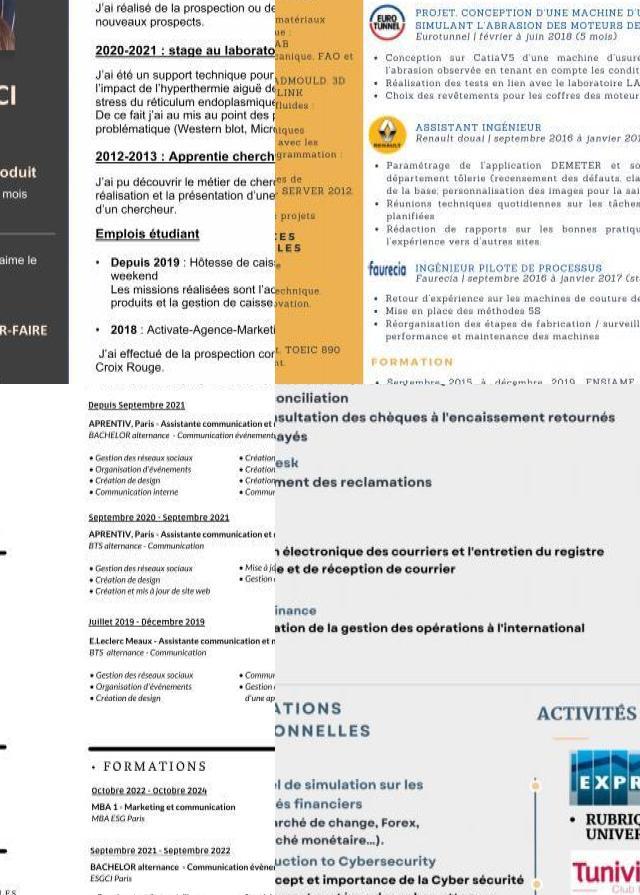 CI
oduit
mois
aime le
R-FAIRE
J'ai réalisé de la prospection ou de
nouveaux prospects.
2020-2021 : stage au laborato
J'ai été un support technique pour
l'impact de l'hyperthermie aiguë d
stress du réticulum endoplasmique
De ce fait j'ai au mis au point des p
problématique (Western blot, Micr
2012-2013 : Apprentie cherch
J'ai pu découvrir le métier de cher
réalisation et la présentation d'une
d'un chercheur.
Emplois étudiant
• Depuis 2019 : Hôtesse de cais
weekend
Les missions réalisées sont l'ac
produits et la gestion de caisse
• 2018 : Activate-Agence-Marketi
J'ai effectué de la prospection cor
Croix Rouge.
matériaux
ue :
AB
canique, FAO et
ADMOULD 3D
LINK
fluides :
iques
avec les
grammation :
es de
SERVER 2012
projets
CES
LES
e
echnique.
ovation.
t, TOEIC 890
nt.
EURO
TUNNEL
PROJET, CONCEPTION D'UNE MACHINE D'U
SIMULANT L'ABRASION DES MOTEURS DE
Eurotunnel | février à juin 2018 (5 mois)
• Conception sur CatiaV5 d'une machine d'usure
l'abrasion observée en tenant en compte les condit
• Réalisation des tests en lien avec le laboratoire LA
• Choix des revêtements pour les coffres des moteur
RENAULT
ASSISTANT INGÉNIEUR
Renault douai | septembre 2016 à janvier 201
• Paramétrage de l'application DEMETER et so
département tôlerie (recensement des défauts, cla
de la base, personnalisation des images pour la sai
• Réunions techniques quotidiennes sur les tâches
planifiées
• Rédaction de rapports sur les bonnes pratiqu
l'expérience vers d'autres sites.
faurecia
INGÉNIEUR PILOTE DE PROCESSUS
Faurecia | septembre 2016 à janvier 2017 (st
• Retour d'expérience sur les machines de couture de
• Mise en place des méthodes 5S
• Réorganisation des étapes de fabrication / surveill
performance et maintenance des machines
FORMATION
• Septembre 2015 à décembre 2019, ENSIAME
Depuis Septembre 2021
APRENTIV, Paris - Assistante communication et
BACHELOR alternance - Communication événement
• Gestion des réseaux sociaux
• Organisation d'événements
• Création de design
• Communication interne
• Création
• Création
• Création
• Commur
Septembre 2020 - Septembre 2021
APRENTIV, Paris - Assistante communication et
BTS alternance - Communication
• Gestion des réseaux sociaux
• Création de design
• Création et mis à jour de site web
• Mise à jo
• Gestion
Juillet 2019 - Décembre 2019
E.Leclerc Meaux - Assistante communication et m
BTS alternance - Communication
• Gestion des réseaux sociaux
• Organisation d'événements
• Création de design
• Commur
• Gestion
d'une ap
• FORMATIONS
Octobre 2022 - Octobre 2024
MBA 1 - Marketing et communication
MBA ESG Paris
Septembre 2021 - Septembre 2022
BACHELOR alternance - Communication évène
ESGCI Paris
onciliation
nsultation des chèques à l'encaissement retournés
ayés
esk
ment des reclamations
n électronique des courriers et l'entretien du registre
e et de réception de courrier
inance
ation de la gestion des opérations à l'international
ATIONS
ONNELLES
el de simulation sur les
és financiers
arché de change, Forex,
ché monétaire...).
uction to Cybersecurity
cept et importance de la Cyber sécurité
ACTIVITÉS
EXPR
• RUBRIQ
UNIVER
Tuniv
Club